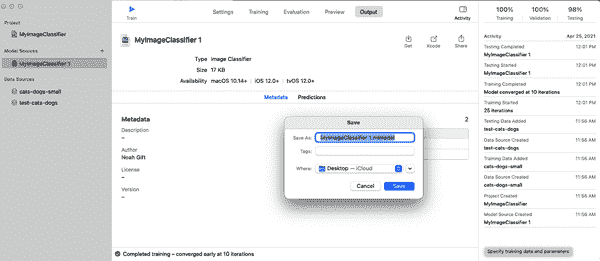 Project
MyImageClassifier
Model Sources +
MyImageClassifier 1
Data Sources
cats-dogs-small
test-cats-dogs
Train
Settings Training Evaluation Preview Output
Activity
MyImageClassifier 1
Get Xcode Share
Type Image Classifier
Size 17 KB
Availability macOS 10.14+ iOS 12.0+ tvOS 12.0+
Metadata Predictions
Metadata
Description
–
Author
Noah Gift
License
–
Version
–
2
Save
Save As: MyImageClassifier 1.mlmodel
Tags:
Where: Desktop — iCloud
Cancel Save
Completed training – converged early at 10 iterations
100% 100% 98%
Training Validation Testing
Activity Apr 25, 2021
Testing Completed 12:01 PM
MyImageClassifier 1
Testing Started 12:01 PM
MyImageClassifier 1
Training Completed 12:01 PM
Model converged at 10 iterations
Training Started 12:01 PM
25 iterations
Testing Data Added 11:58 AM
test-cats-dogs
Data Source Created 11:58 AM
test-cats-dogs
Training Data Added 11:56 AM
cats-dogs-small
Data Source Created 11:56 AM
cats-dogs-small
Project Created 11:56 AM
MyImageClassifier
Model Source Created 11:56 AM
MyImageClassifier 1
Specify training data and parameters